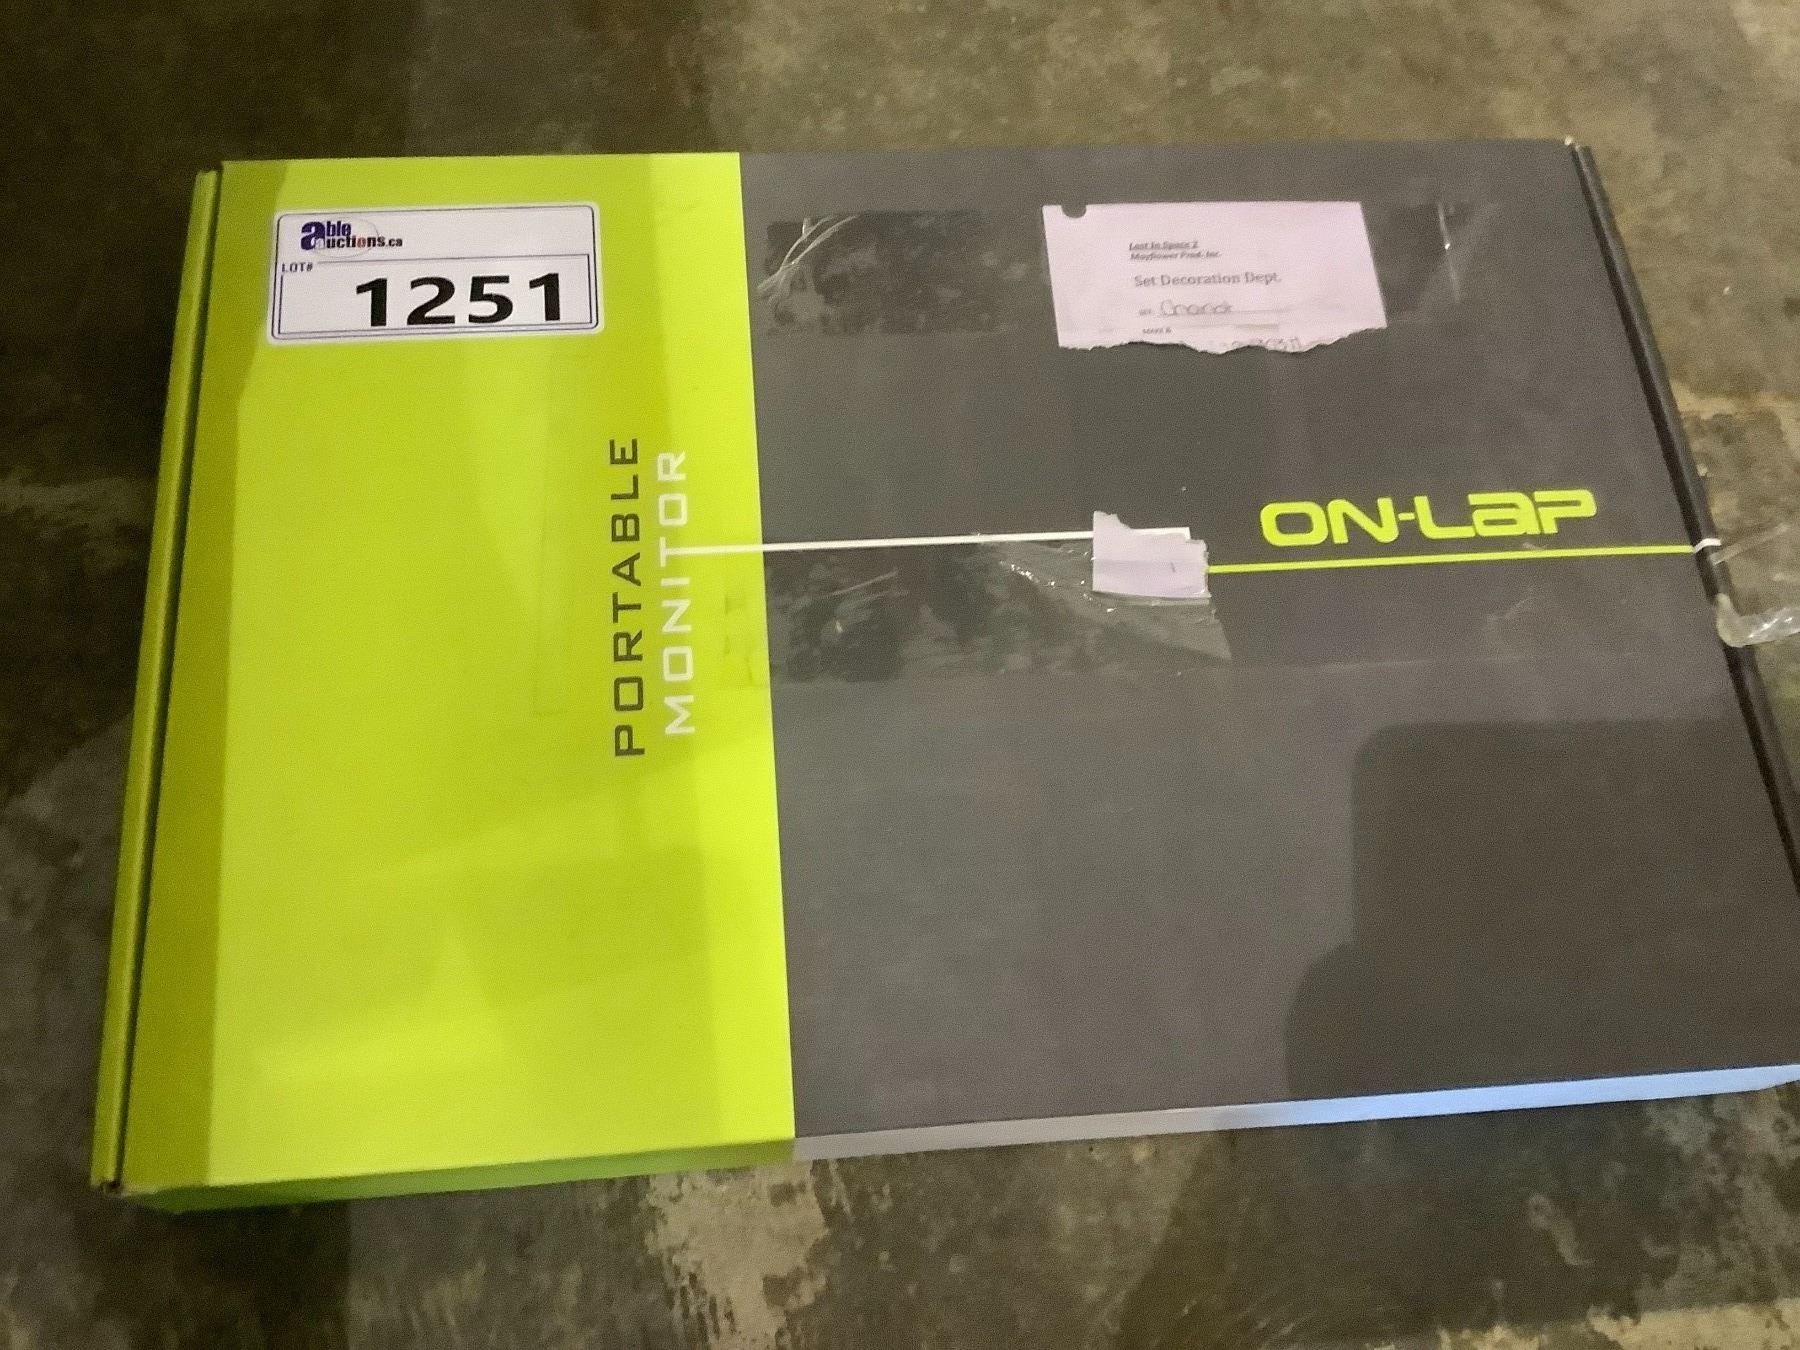 able
auctions.ca
LOT#
1251
Lost In Space 2
Mayflower Prod. Inc.
Set Decoration Dept.
SET
PORTABLE
MONITOR
ON-LAP